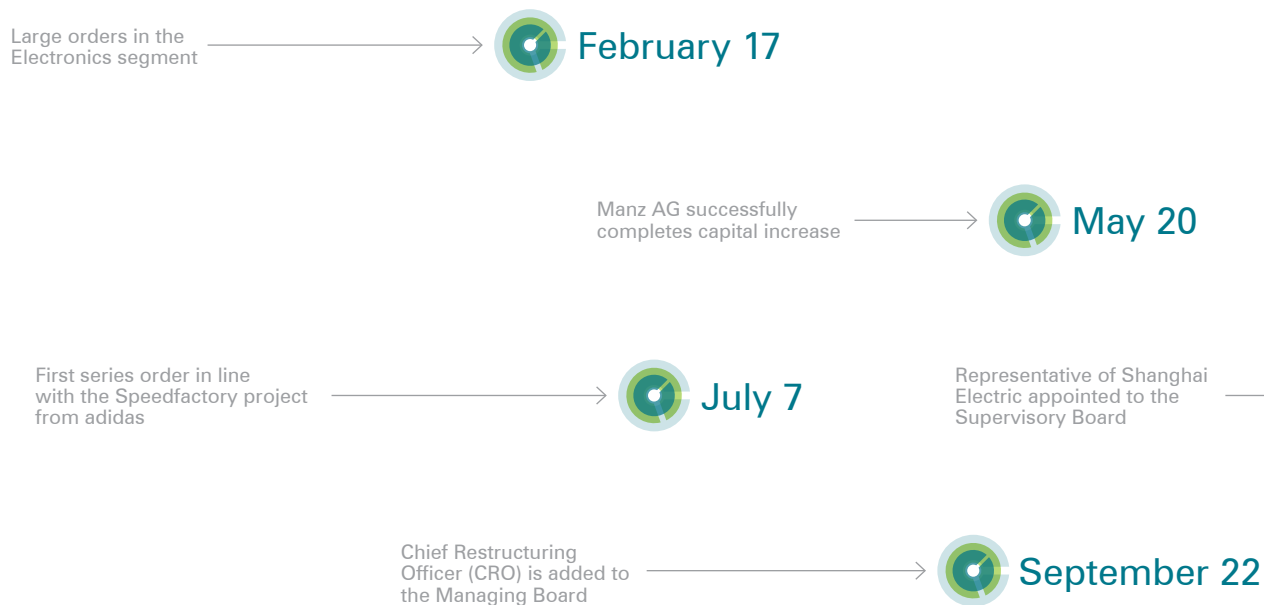 Large orders in the
Electronics segment
February 17
Manz AG successfully
completes capital increase
May 20
First series order in line
with the Speedfactory project
from adidas
July 7
Representative of Shanghai
Electric appointed to the
Supervisory Board
Chief Restructuring
Officer (CRO) is added to
the Managing Board
September 22